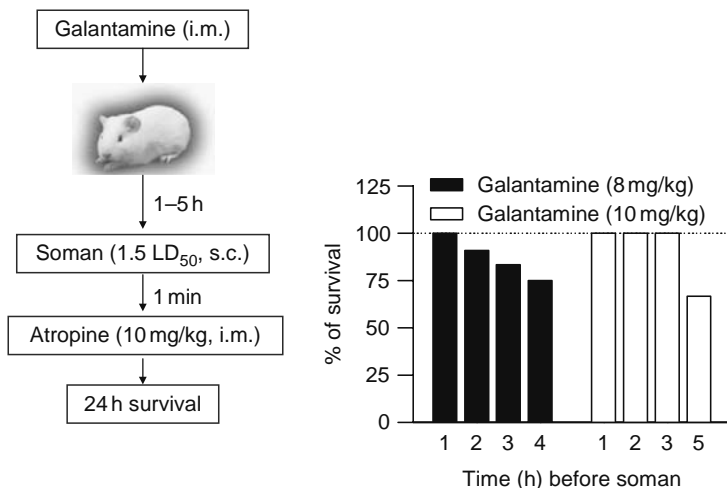 Galantamine (i.m.)
1–5 h
Soman (1.5 LD50, s.c.)
1 min
Atropine (10 mg/kg, i.m.)
24 h survival
Galantamine (8 mg/kg)
Galantamine (10 mg/kg)
% of survival
125
100
75
50
25
0
1 2 3 4 1 2 3 5
Time (h) before soman